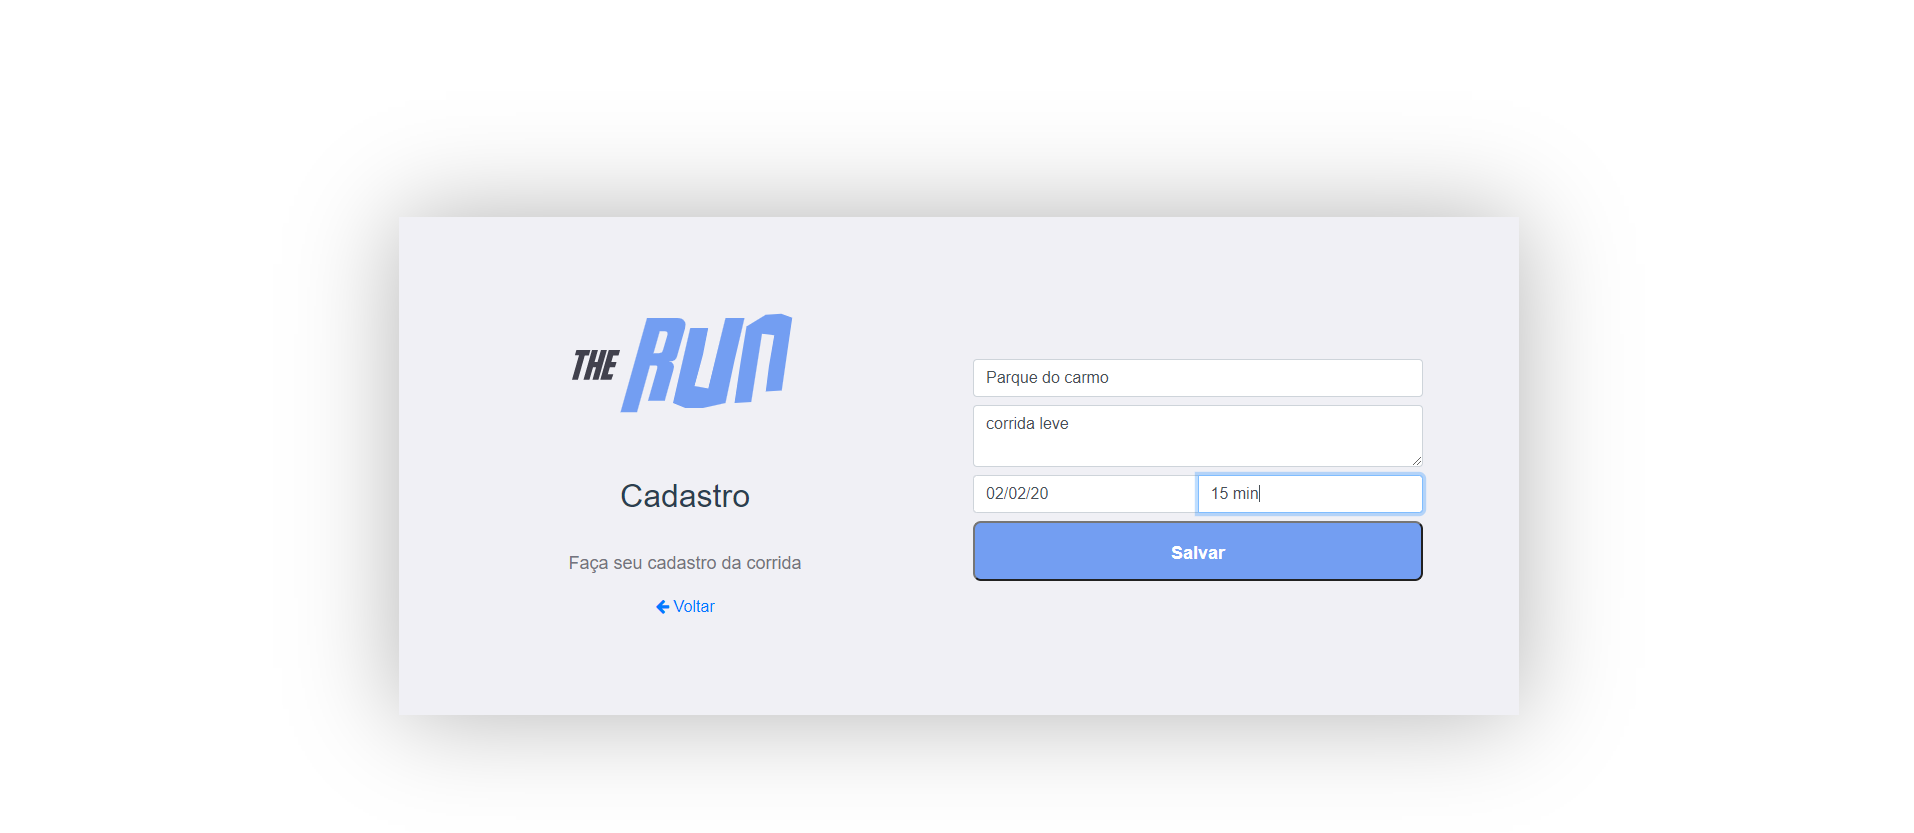 THE RUN
Cadastro
Faça seu cadastro da corrida
Voltar
Parque do carmo
corrida leve
02/02/20
15 min
Salvar